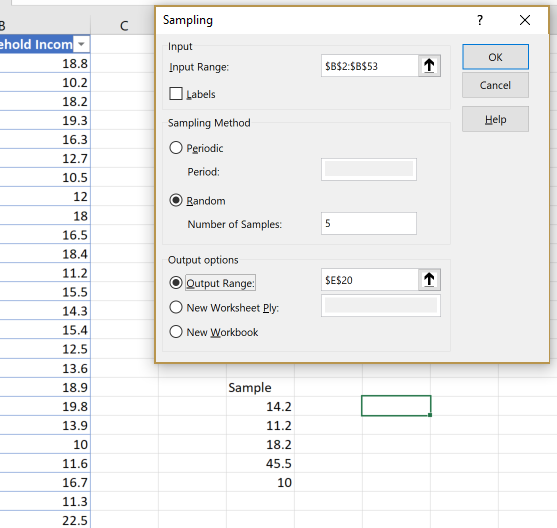 B
C
ehold Incom
18.8
10.2
18.2
19.3
16.3
12.7
10.5
12
18
16.5
18.4
11.2
15.5
14.3
15.4
12.5
13.6
18.9
19.8
13.9
10
11.6
16.7
11.3
22.5
Sampling
?
Input
Input Range: $B$2:$B$53
Labels
Sampling Method
Periodic
Period:
Random
Number of Samples: 5
Output options
Output Range: $E$20
New Worksheet Ply:
New Workbook
OK
Cancel
Help
Sample
14.2
11.2
18.2
45.5
10